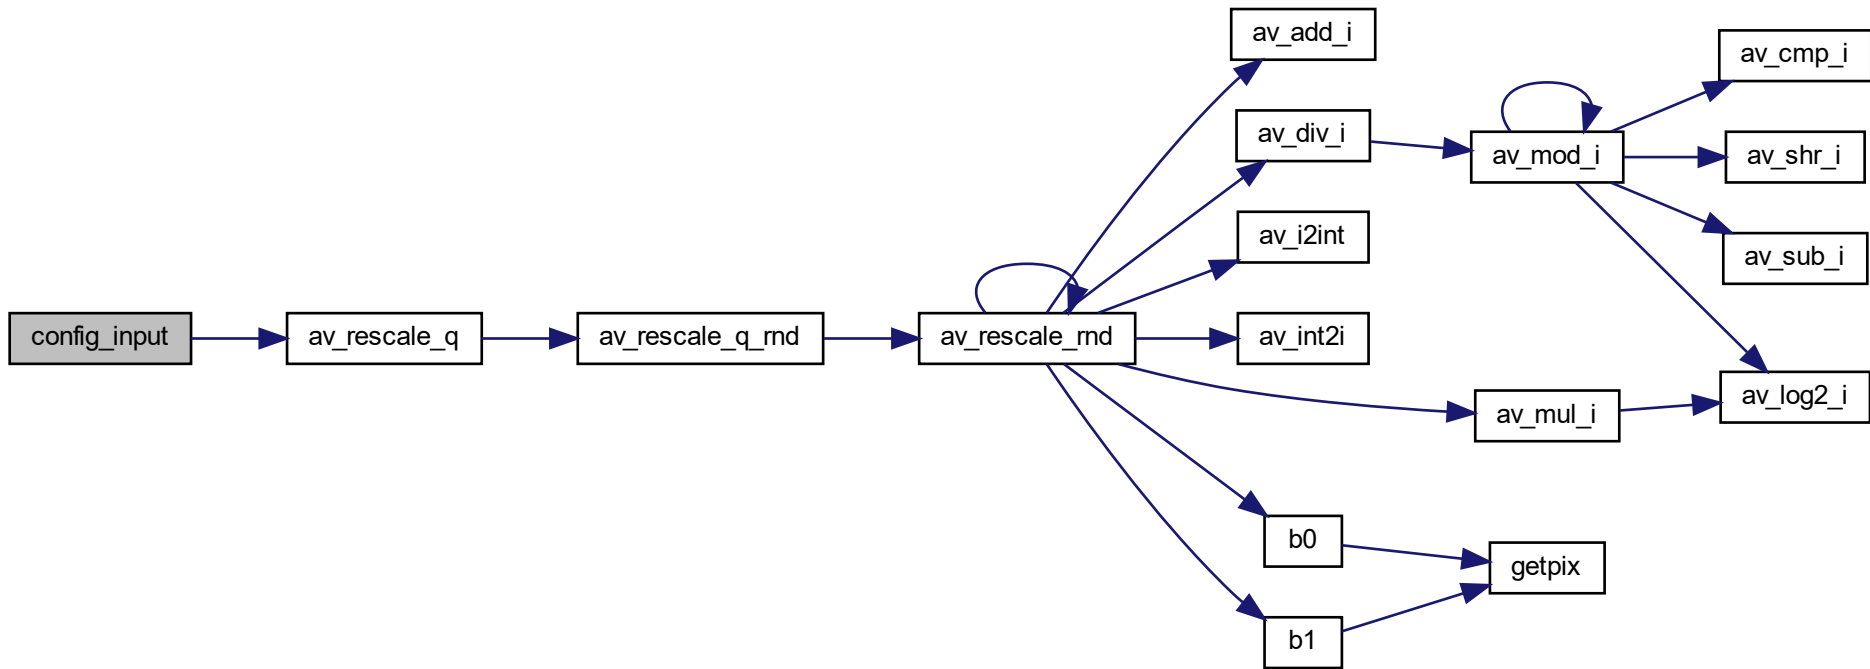 config_input
av_rescale_q
av_rescale_q_rnd
av_rescale_rnd
av_add_i
av_div_i
av_i2int
av_int2i
av_mul_i
b0
b1
av_mod_i
getpix
av_cmp_i
av_shr_i
av_sub_i
av_log2_i